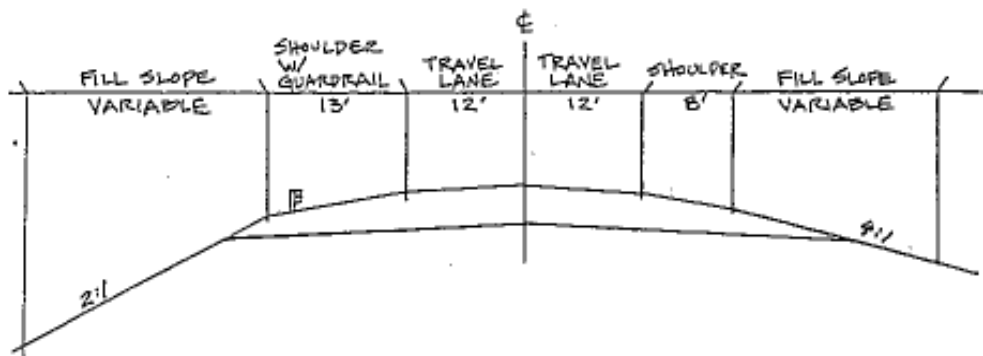 ℄
SHOULDER
W/
GUARDRAIL
TRAVEL
LANE
TRAVEL
LANE
SHOULDER
FILL SLOPE
FILL SLOPE
VARIABLE
13'
12'
12'
8'
VARIABLE
2:1
4:1